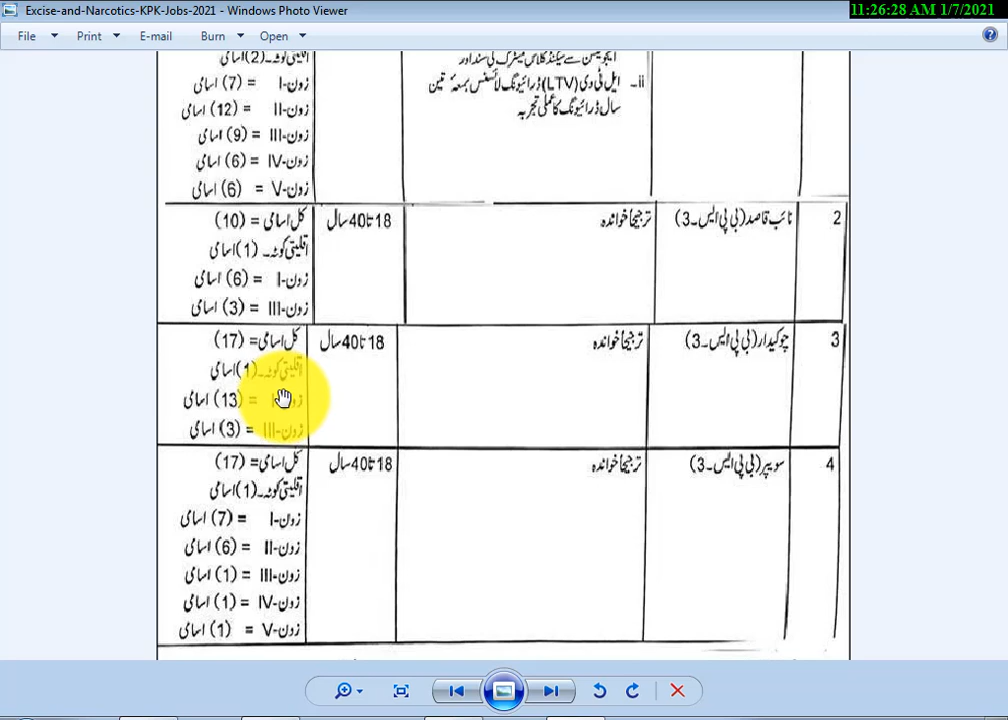 Excise-and-Narcotics-KPK-Jobs-2021 - Windows Photo Viewer
11:26:28 AM 1/7/2021
File Print E-mail Burn Open
ایجوکیشن سے سیکنڈ کلاس میٹرک کی سند اور
اقلیتی کوٹہ۔(2) اسامی
ii۔ ایل ٹی وی (LTV) ڈرائیونگ لائسنس بمعہ تین
سال ڈرائیونگ کا عملی تجربہ
زون-I = (7) اسامی
زون-II = (12) اسامی
زون-III = (9) اسامی
زون-IV = (6) اسامی
زون-V = (6) اسامی
2 نائب قاصد (بی پی ایس۔3) ترجیحاً خواندہ 18 تا 40 سال کل اسامی = (10)
اقلیتی کوٹہ۔ (1) اسامی
زون-I = (6) اسامی
زون-III = (3) اسامی
3 چوکیدار (بی پی ایس۔3) ترجیحاً خواندہ 18 تا 40 سال کل اسامی = (17)
اقلیتی کوٹہ۔ (1) اسامی
زون-I = (13) اسامی
زون-III = (3) اسامی
4 سویپر (بی پی ایس۔3) ترجیحاً خواندہ 18 تا 40 سال کل اسامی = (17)
اقلیتی کوٹہ۔ (1) اسامی
زون-I = (7) اسامی
زون-II = (6) اسامی
زون-III = (1) اسامی
زون-IV = (1) اسامی
زون-V = (1) اسامی